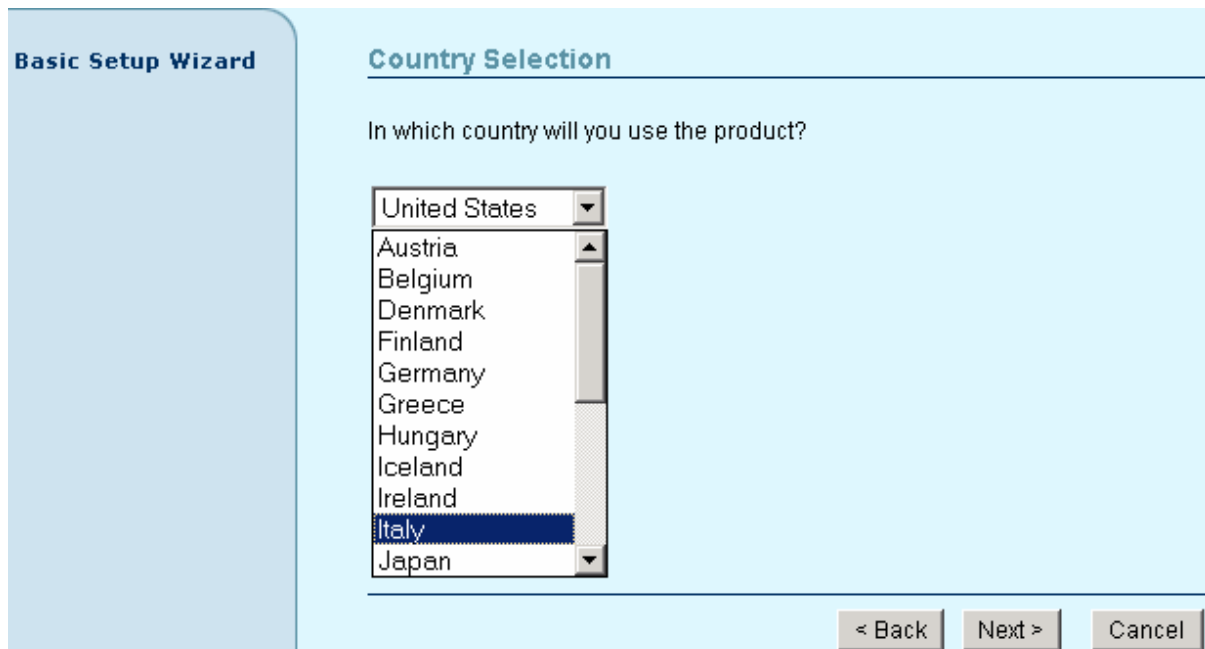 Basic Setup Wizard
Country Selection
In which country will you use the product?
United States
Austria
Belgium
Denmark
Finland
Germany
Greece
Hungary
Iceland
Ireland
Italy
Japan
< Back Next > Cancel